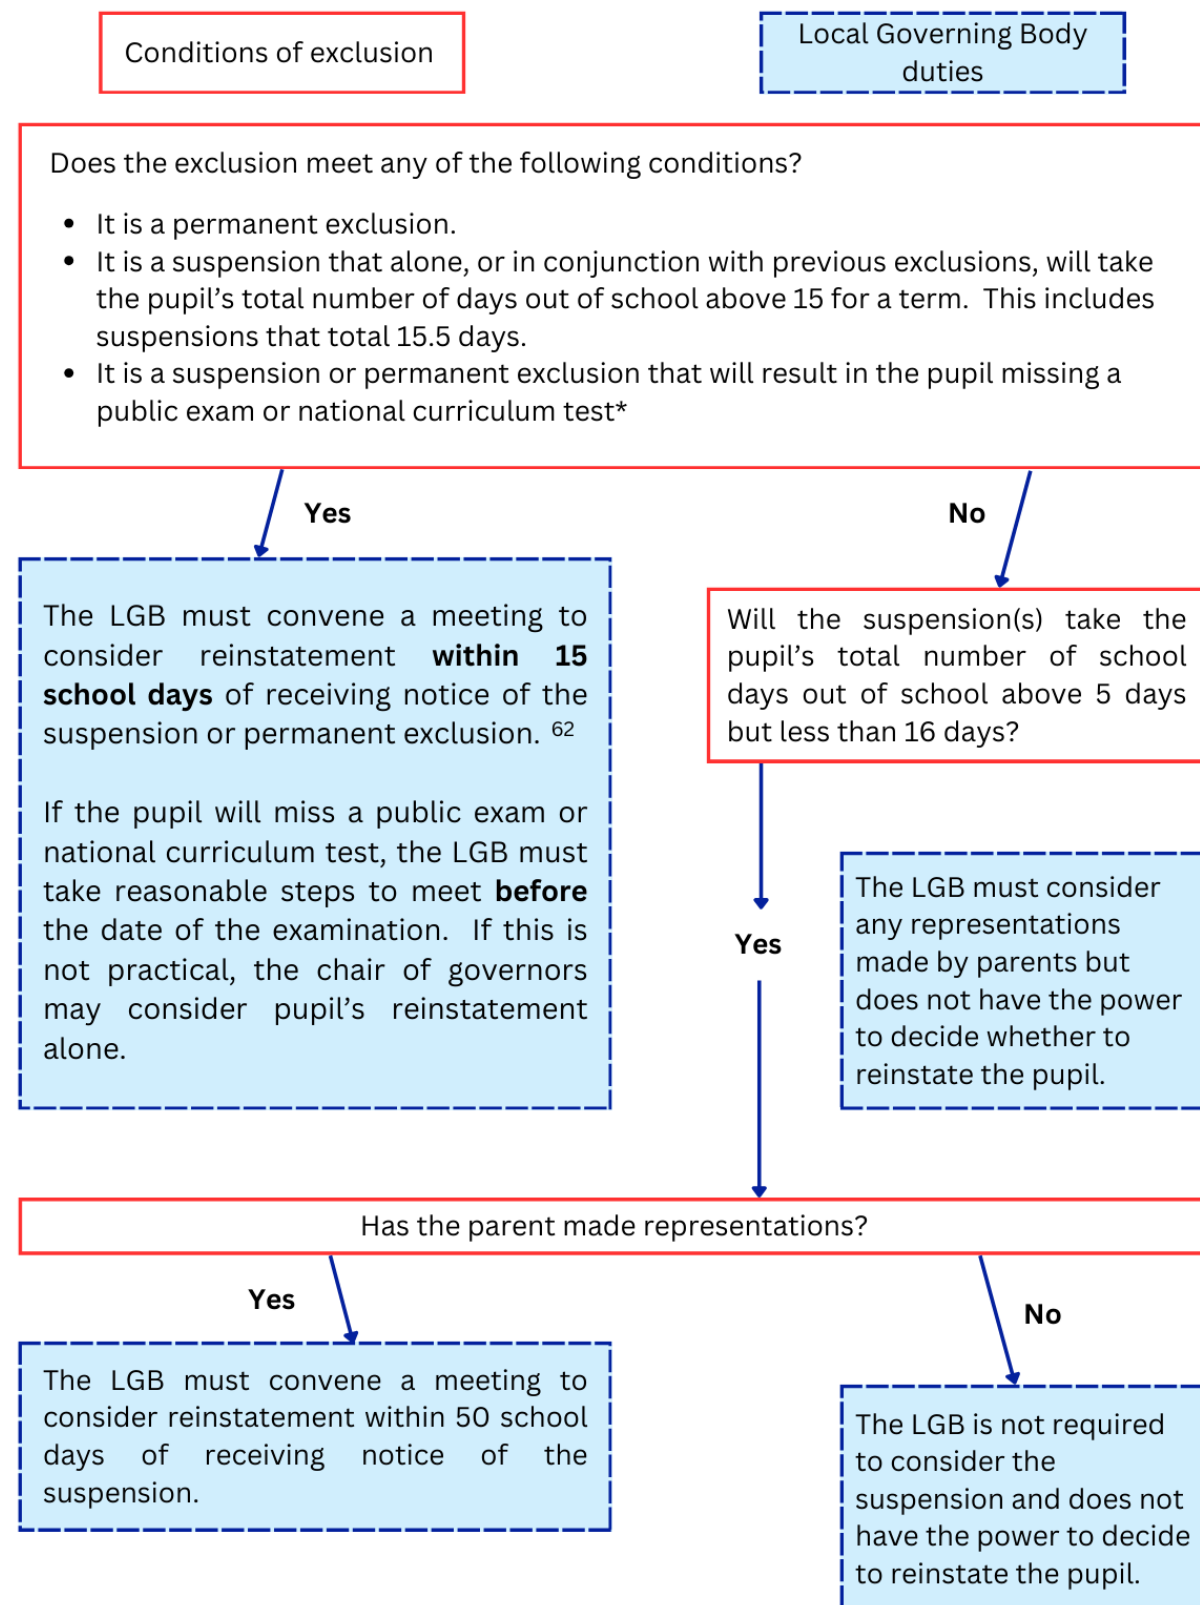 Conditions of exclusion
Local Governing Body
duties
Does the exclusion meet any of the following conditions?
• It is a permanent exclusion.
• It is a suspension that alone, or in conjunction with previous exclusions, will take
the pupil’s total number of days out of school above 15 for a term. This includes
suspensions that total 15.5 days.
• It is a suspension or permanent exclusion that will result in the pupil missing a
public exam or national curriculum test*
Yes
No
The LGB must convene a meeting to
consider reinstatement within 15
school days of receiving notice of the
suspension or permanent exclusion. 62
If the pupil will miss a public exam or
national curriculum test, the LGB must
take reasonable steps to meet before
the date of the examination. If this is
not practical, the chair of governors
may consider pupil’s reinstatement
alone.
Will the suspension(s) take the
pupil’s total number of school
days out of school above 5 days
but less than 16 days?
Yes
The LGB must consider
any representations
made by parents but
does not have the power
to decide whether to
reinstate the pupil.
Has the parent made representations?
Yes
No
The LGB must convene a meeting to
consider reinstatement within 50 school
days of receiving notice of the
suspension.
The LGB is not required
to consider the
suspension and does not
have the power to decide
to reinstate the pupil.